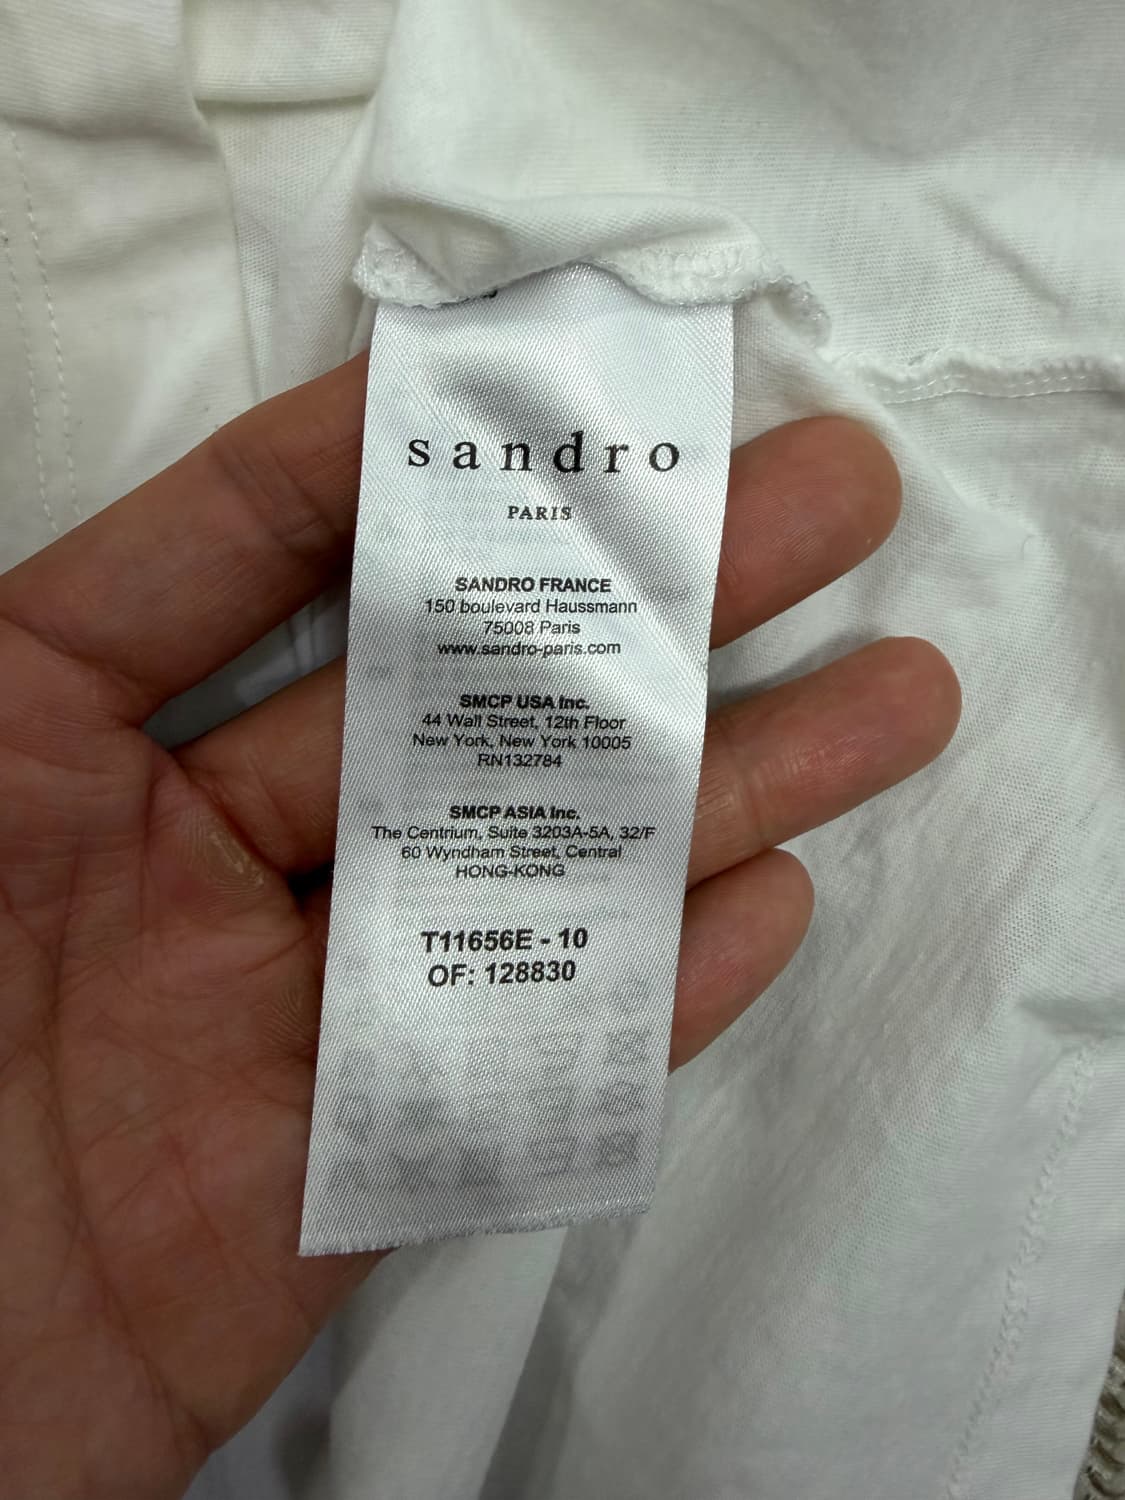 sandro
PARIS
SANDRO FRANCE
150 boulevard Haussmann
75008 Paris
www.sandro-paris.com
SMCP USA Inc.
44 Wall Street, 12th Floor
New York, New York 10005
RN132784
SMCP ASIA Inc.
The Centrium, Suite 3203A-5A, 32/F
60 Wyndham Street, Central
HONG-KONG
T11656E - 10
OF: 128830